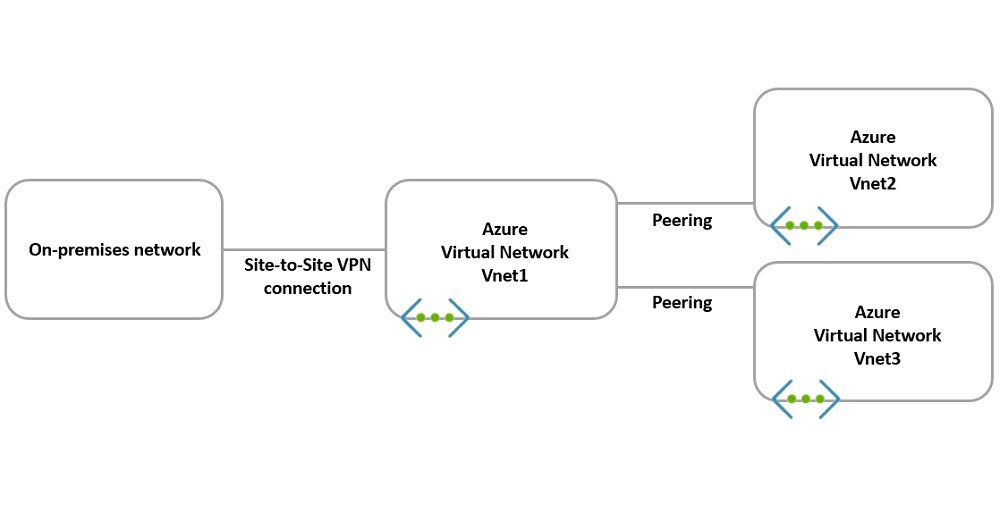 On-premises network
Site-to-Site VPN
connection
Azure
Virtual Network
Vnet1
Peering
Peering
Azure
Virtual Network
Vnet2
Azure
Virtual Network
Vnet3